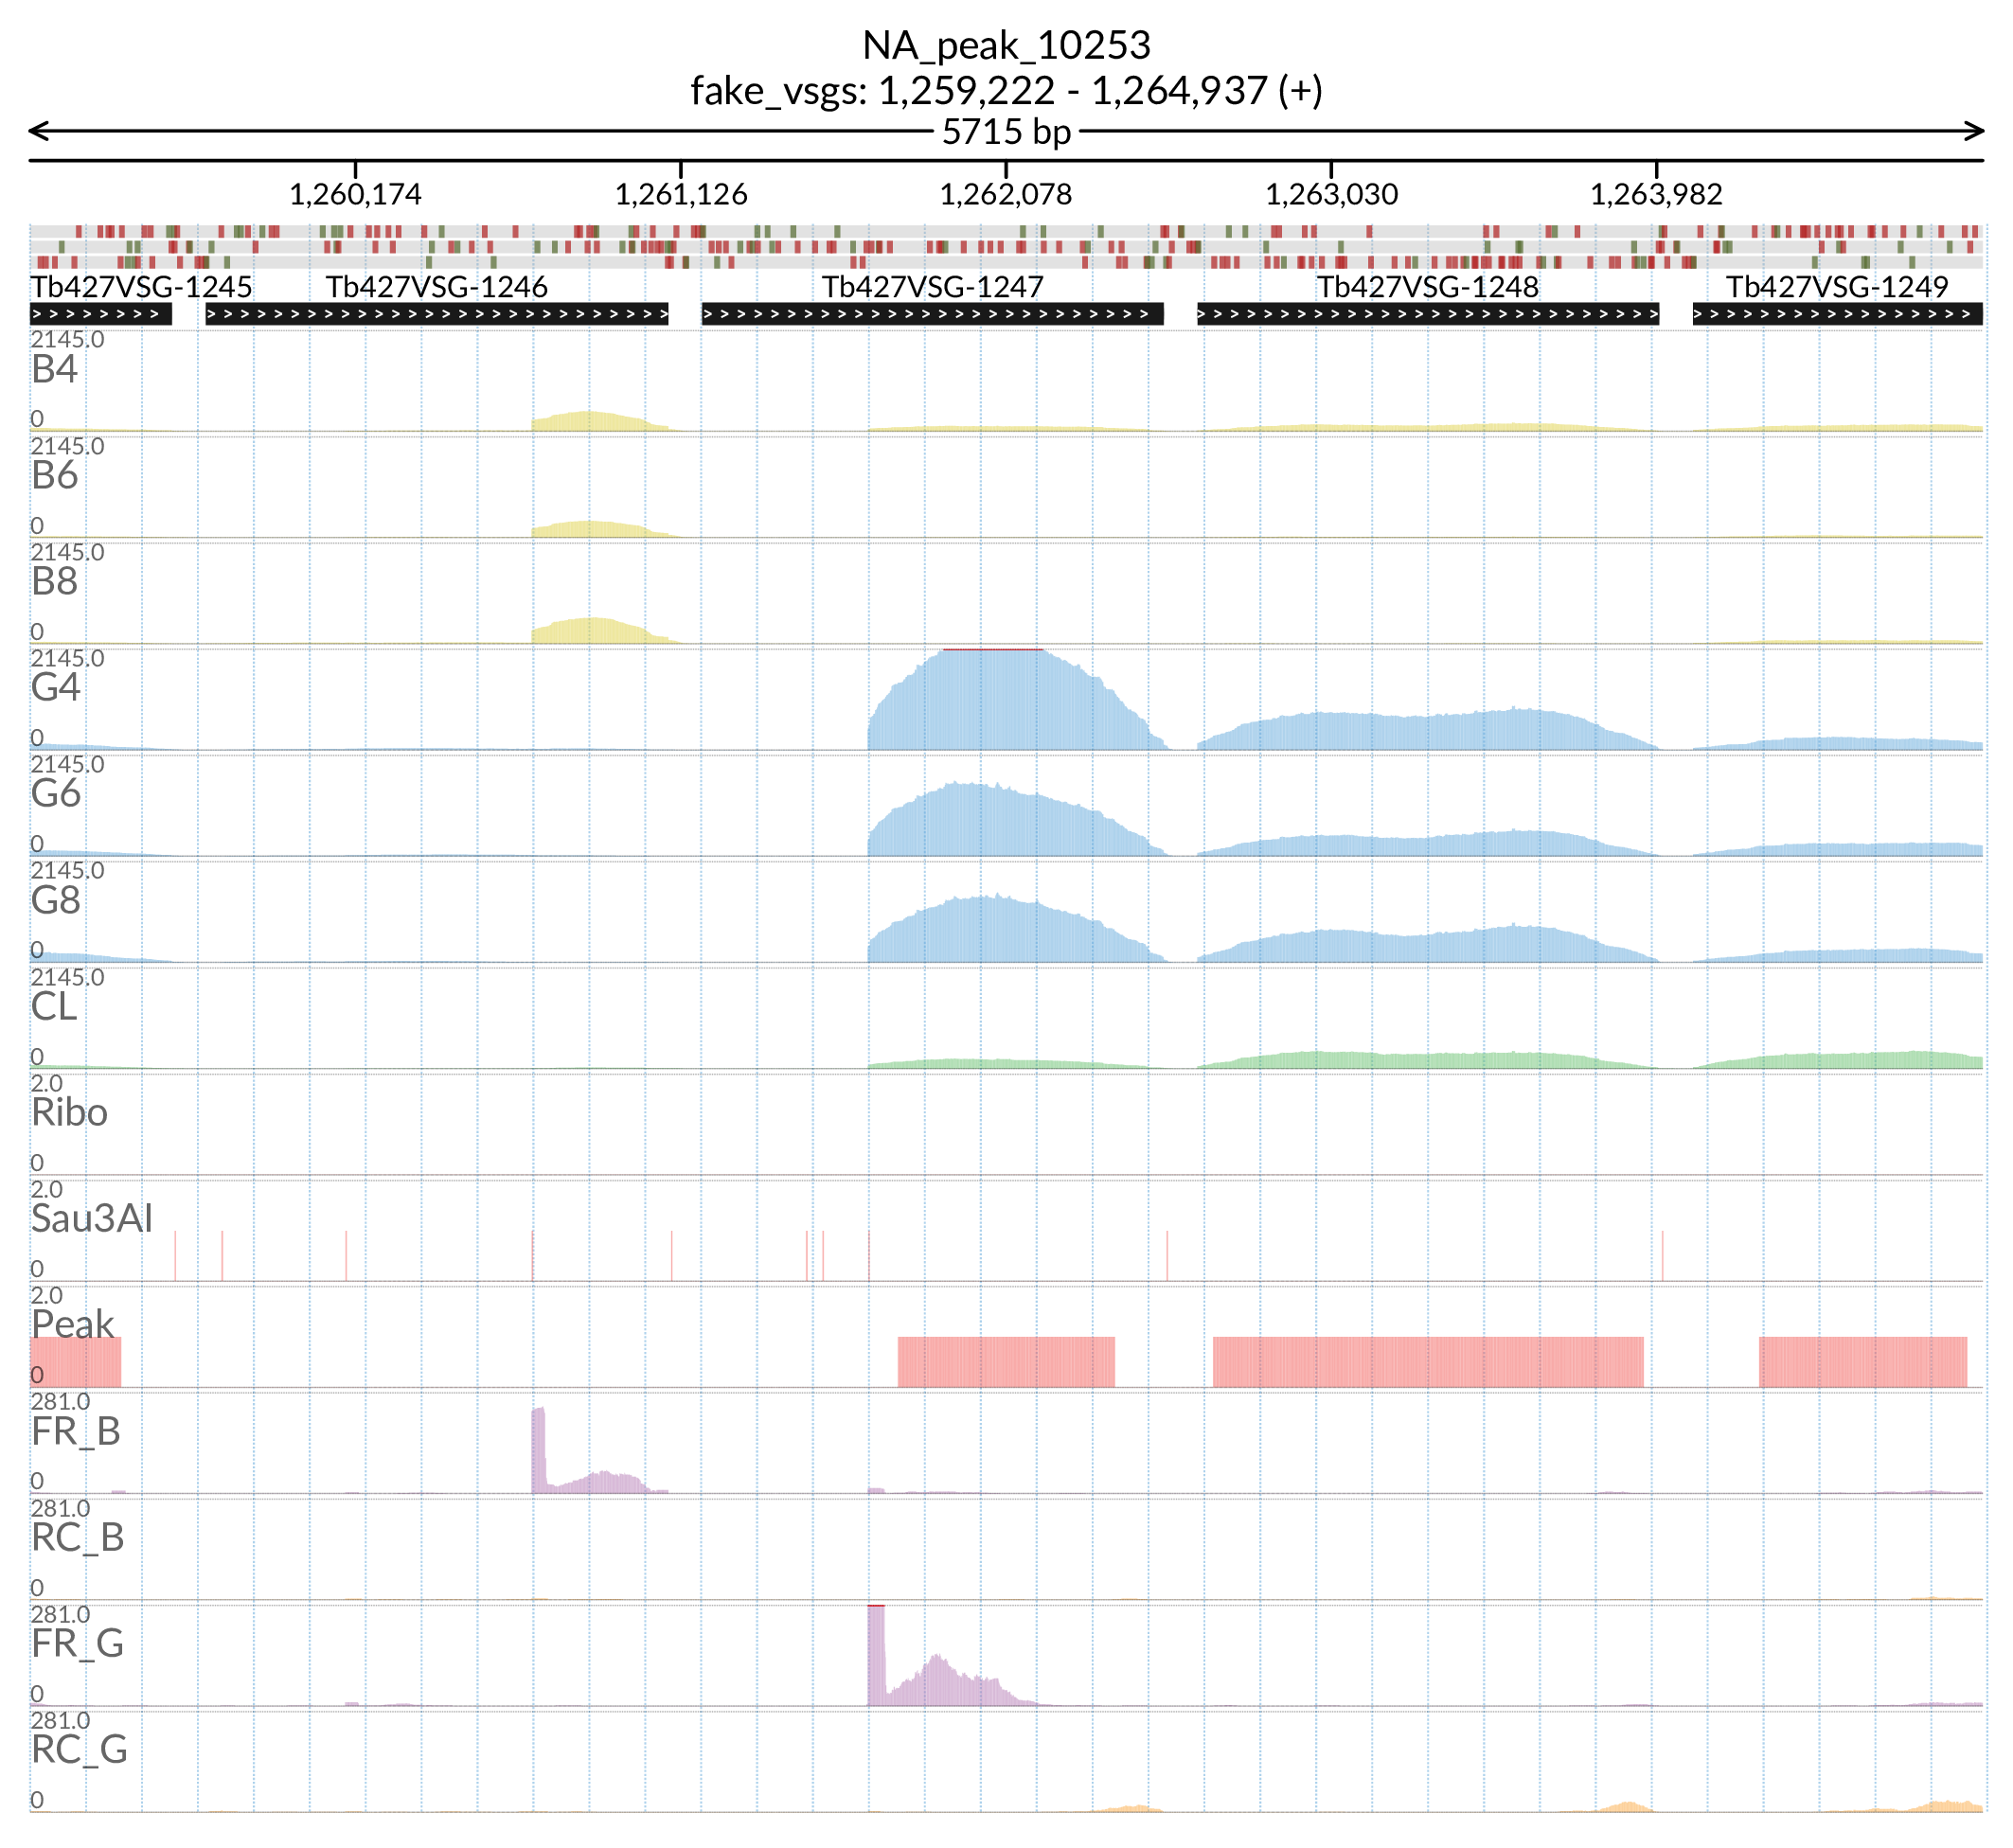 NA_peak_10253
fake_vsgs: 1,259,222 - 1,264,937 (+)
5715 bp
1,260,174 1,261,126 1,262,078 1,263,030 1,263,982
Tb427VSG-1245 Tb427VSG-1246 Tb427VSG-1247 Tb427VSG-1248 Tb427VSG-1249
2145.0
B4
0
2145.0
B6
0
2145.0
B8
0
2145.0
G4
0
2145.0
G6
0
2145.0
G8
0
2145.0
CL
0
2.0
Ribo
0
2.0
Sau3AI
0
2.0
Peak
0
281.0
FR_B
0
281.0
RC_B
0
281.0
FR_G
0
281.0
RC_G
0